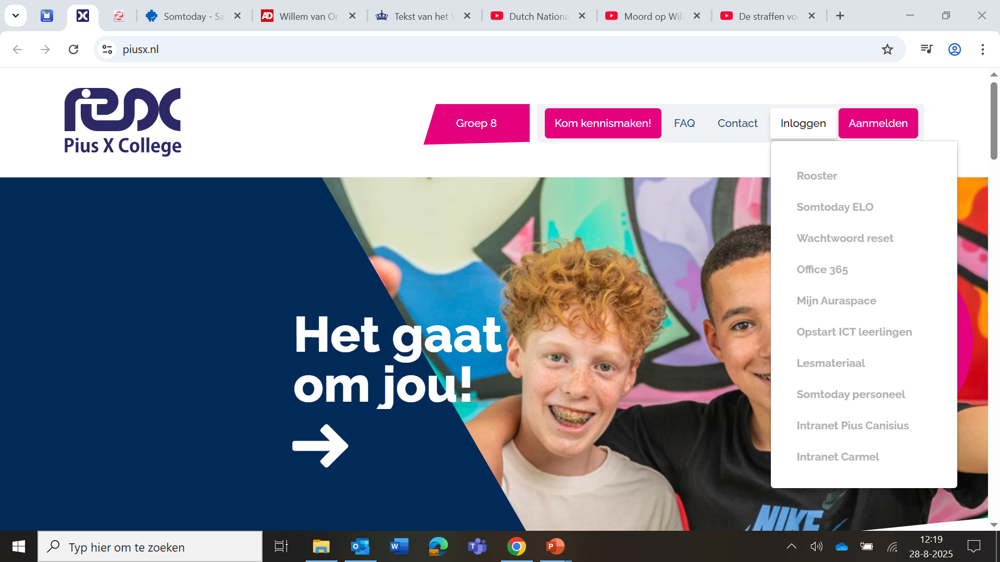 Somtoday - Sa
Willem van Or
Tekst van het
Dutch Nationa
Moord op Will
De straffen vo
piusx.nl
Pius X College
Groep 8
Kom kennismaken!
FAQ
Contact
Inloggen
Aanmelden
Rooster
Somtoday ELO
Wachtwoord reset
Office 365
Mijn Auraspace
Opstart ICT leerlingen
Lesmateriaal
Somtoday personeel
Intranet Pius Canisius
Intranet Carmel
Het gaat
om jou!
NIKE
Typ hier om te zoeken
12:19
28-8-2025